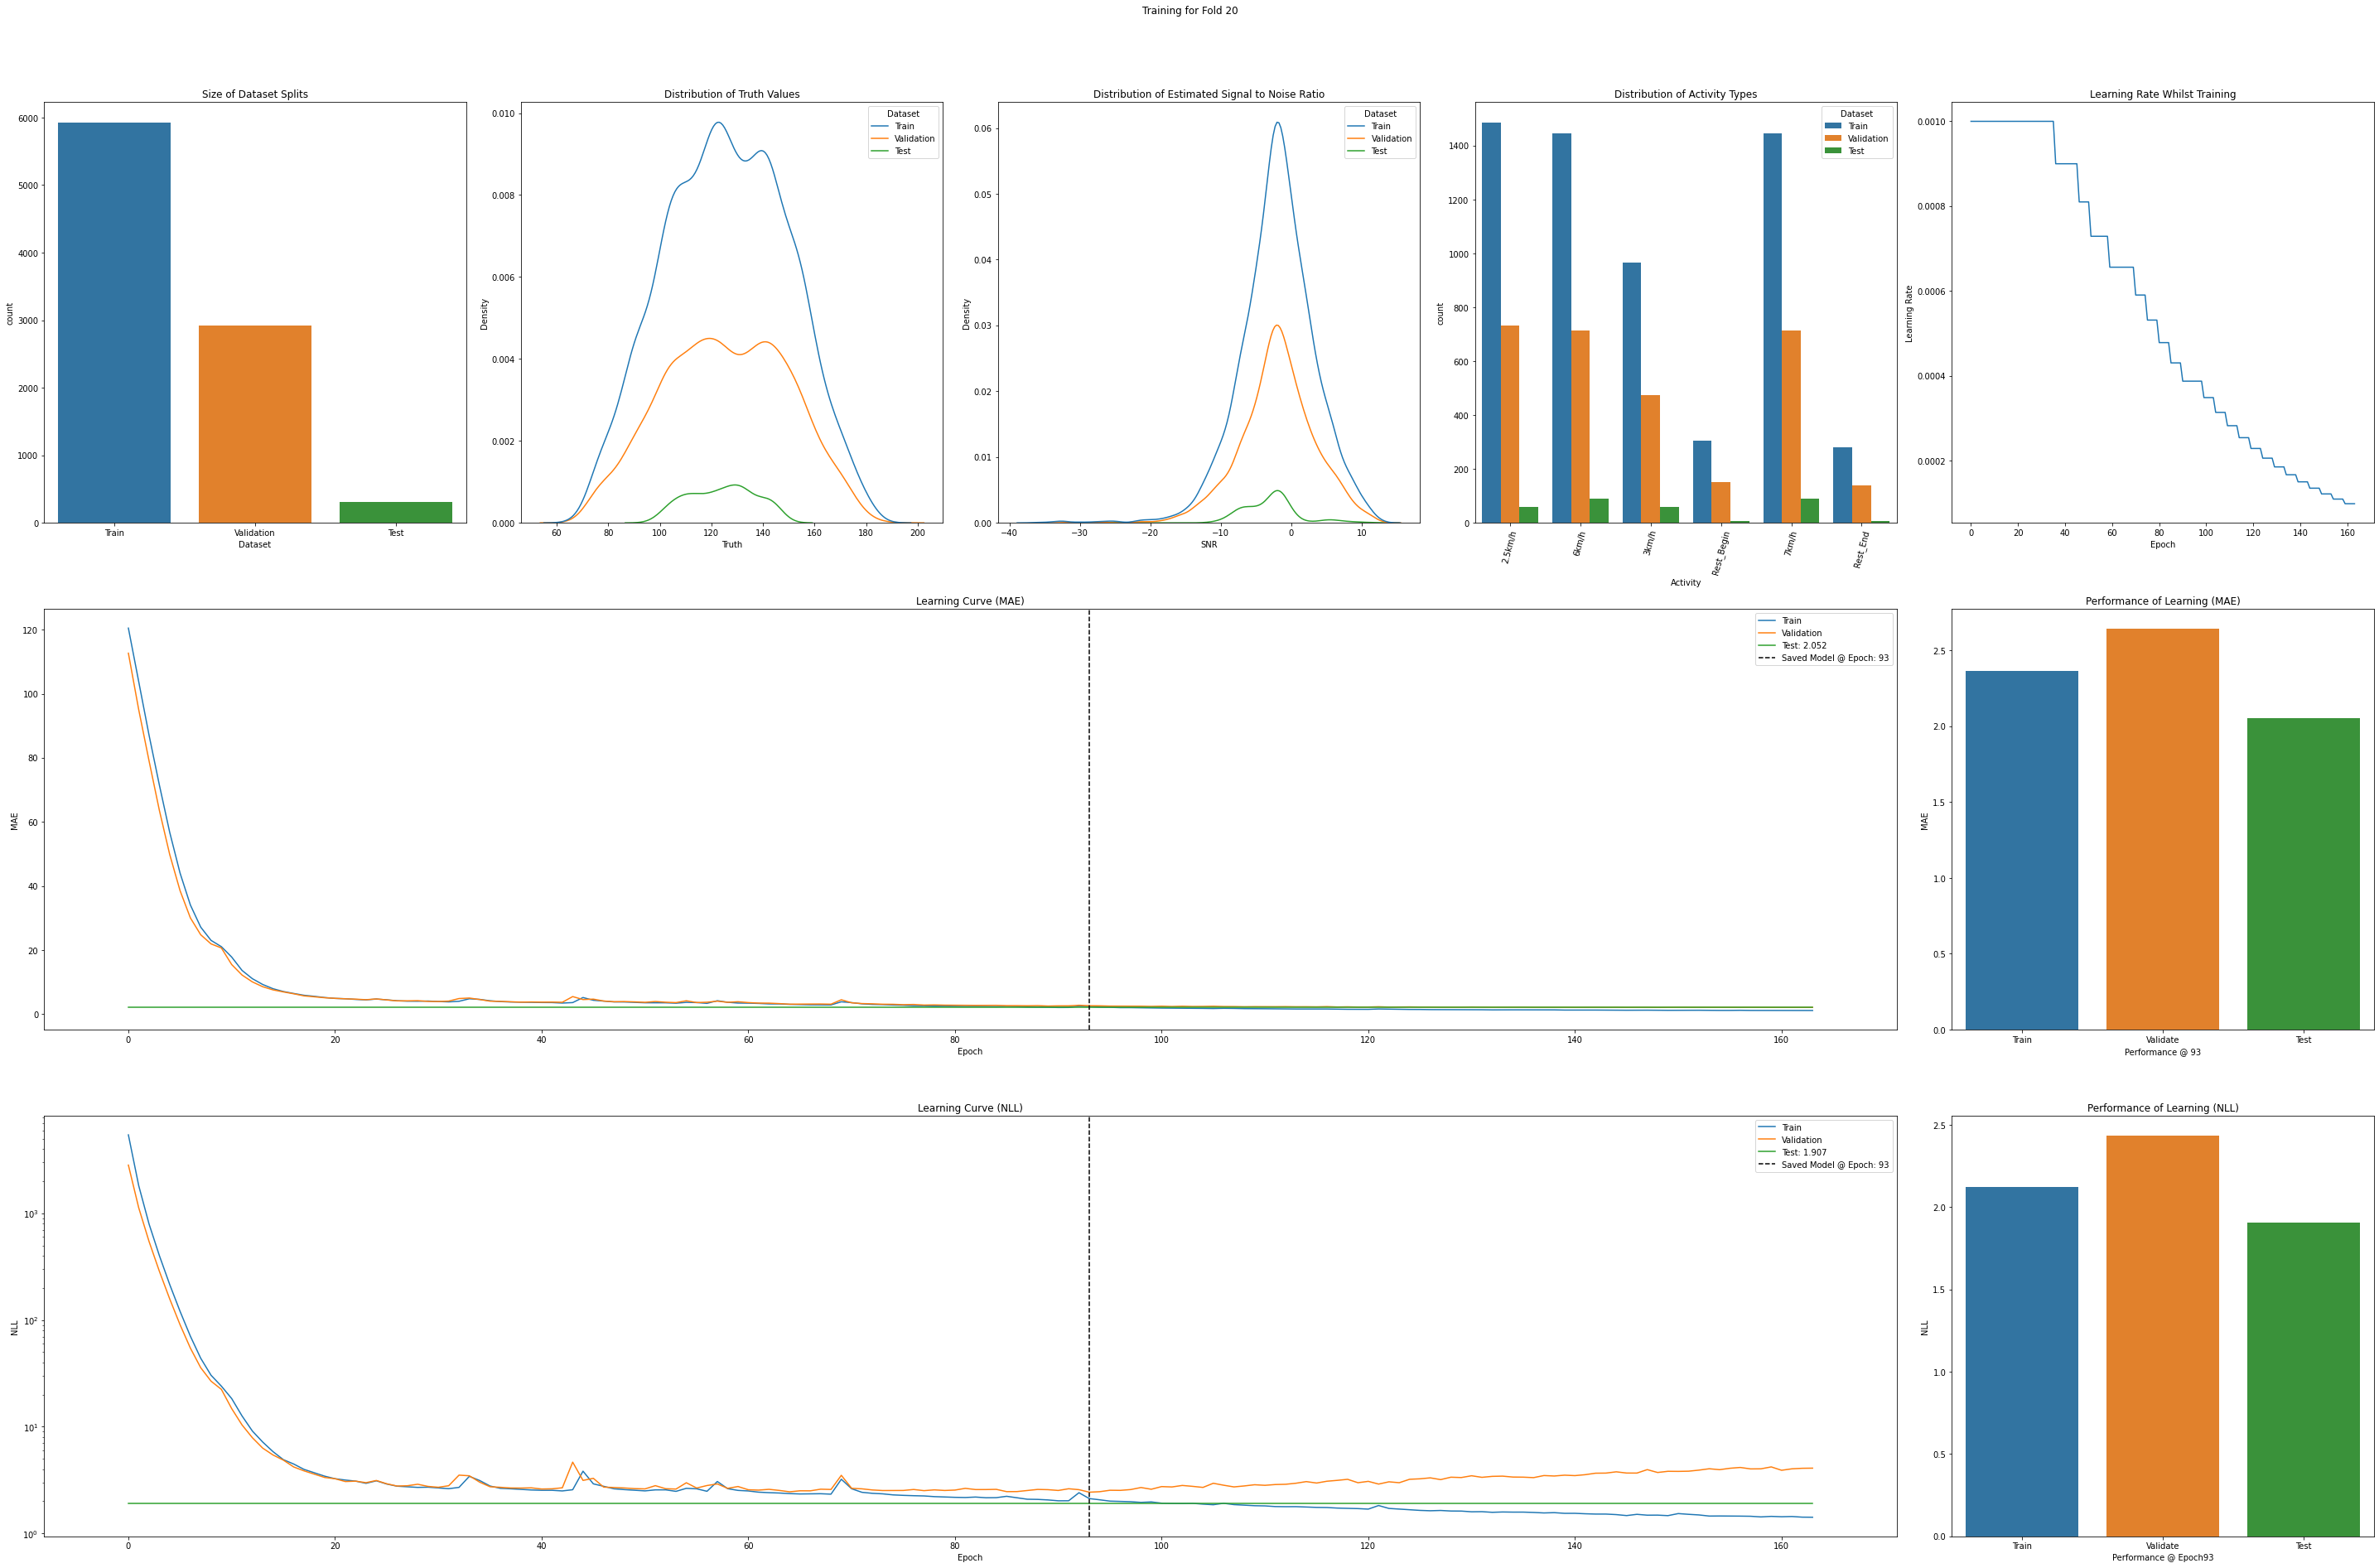 Training for Fold 20
Size of Dataset Splits
count
6000
5000
4000
3000
2000
1000
0
Train Validation Test
Dataset
Distribution of Truth Values
Density
0.010
0.008
0.006
0.004
0.002
0.000
60 80 100 120 140 160 180 200
Truth
Dataset
Train
Validation
Test
Distribution of Estimated Signal to Noise Ratio
Density
0.06
0.05
0.04
0.03
0.02
0.01
0.00
−40 −30 −20 −10 0 10
SNR
Dataset
Train
Validation
Test
Distribution of Activity Types
count
1400
1200
1000
800
600
400
200
0
2.5km/h 6km/h 3km/h Rest_Begin 7km/h Rest_End
Activity
Dataset
Train
Validation
Test
Learning Rate Whilst Training
Learning Rate
0.0010
0.0008
0.0006
0.0004
0.0002
0 20 40 60 80 100 120 140 160
Epoch
Learning Curve (MAE)
MAE
120
100
80
60
40
20
0
0 20 40 60 80 100 120 140 160
Epoch
Train
Validation
Test: 2.052
Saved Model @ Epoch: 93
Performance of Learning (MAE)
MAE
2.5
2.0
1.5
1.0
0.5
0.0
Train Validate Test
Performance @ 93
Learning Curve (NLL)
NLL
10³
10²
10¹
10⁰
0 20 40 60 80 100 120 140 160
Epoch
Train
Validation
Test: 1.907
Saved Model @ Epoch: 93
Performance of Learning (NLL)
NLL
2.5
2.0
1.5
1.0
0.5
0.0
Train Validate Test
Performance @ Epoch93